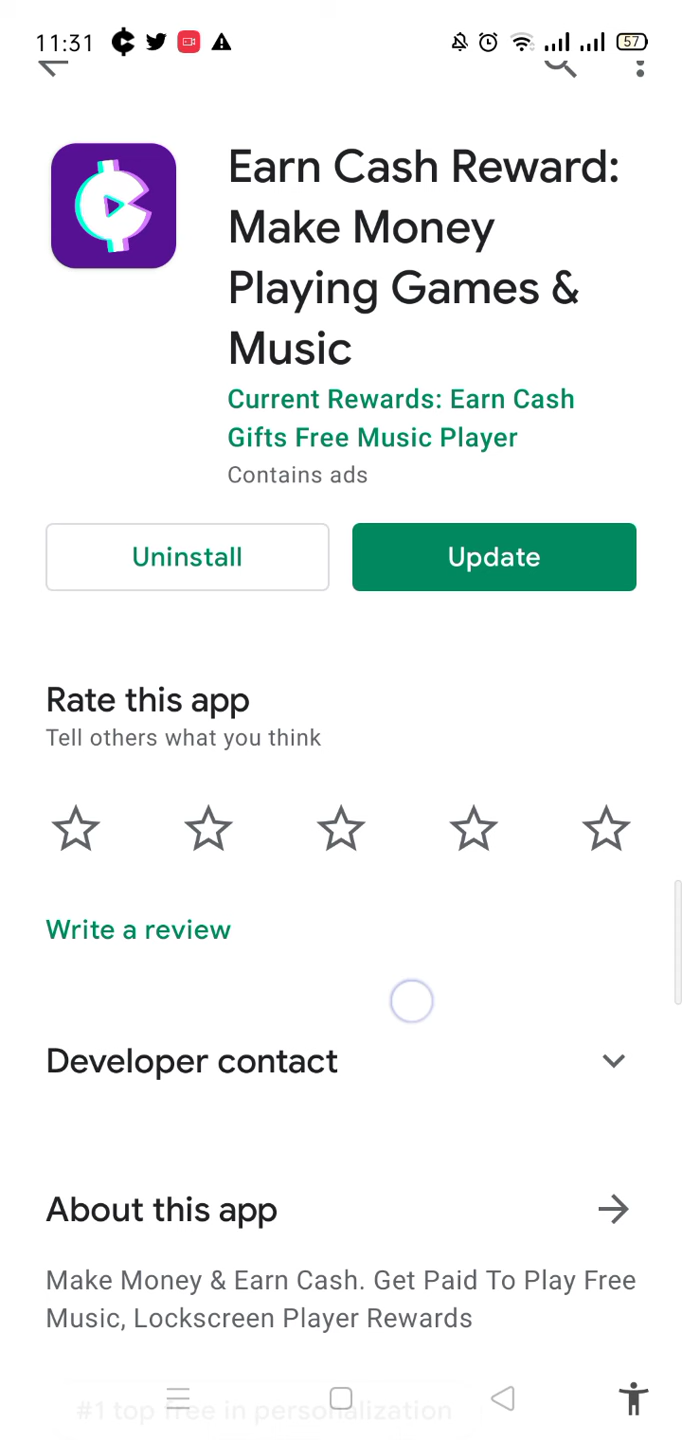 11:31
57
Earn Cash Reward:
Make Money
Playing Games &
Music
Current Rewards: Earn Cash
Gifts Free Music Player
Contains ads
Uninstall
Update
Rate this app
Tell others what you think
Write a review
Developer contact
About this app
Make Money & Earn Cash. Get Paid To Play Free
Music, Lockscreen Player Rewards
#1 top free in personalization